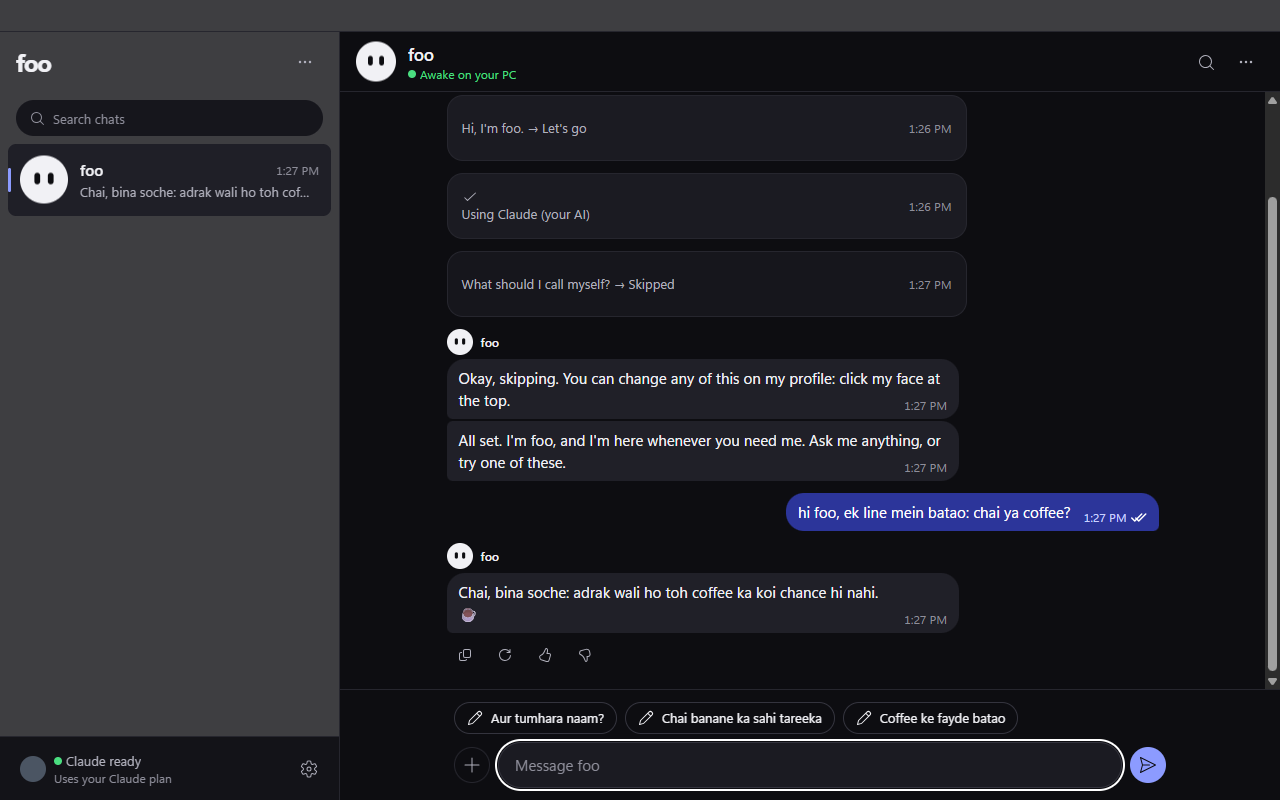 foo
Search chats
foo
1:27 PM
Chai, bina soche: adrak wali ho toh cof...
Claude ready
Uses your Claude plan
foo
Awake on your PC
Hi, I'm foo. → Let's go
1:26 PM
Using Claude (your AI)
1:26 PM
What should I call myself? → Skipped
1:27 PM
foo
Okay, skipping. You can change any of this on my profile: click my face at
the top.
1:27 PM
All set. I'm foo, and I'm here whenever you need me. Ask me anything, or
try one of these.
1:27 PM
hi foo, ek line mein batao: chai ya coffee?
1:27 PM
foo
Chai, bina soche: adrak wali ho toh coffee ka koi chance hi nahi.
☕
1:27 PM
Aur tumhara naam?
Chai banane ka sahi tareeka
Coffee ke fayde batao
Message foo